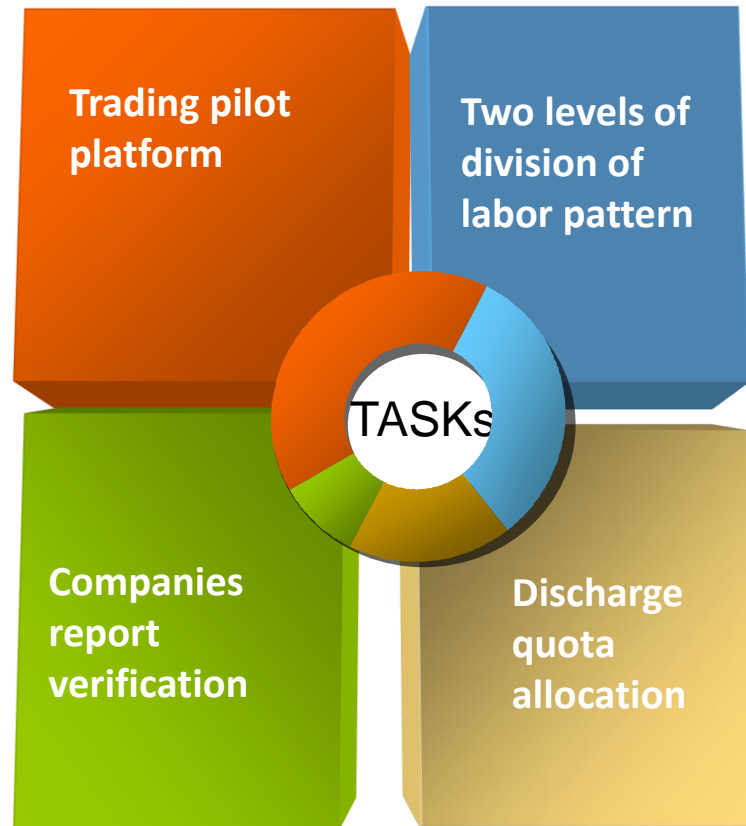 Trading pilot
platform
Two levels of
division of
labor pattern
TASKs
Companies
report
verification
Discharge
quota
allocation